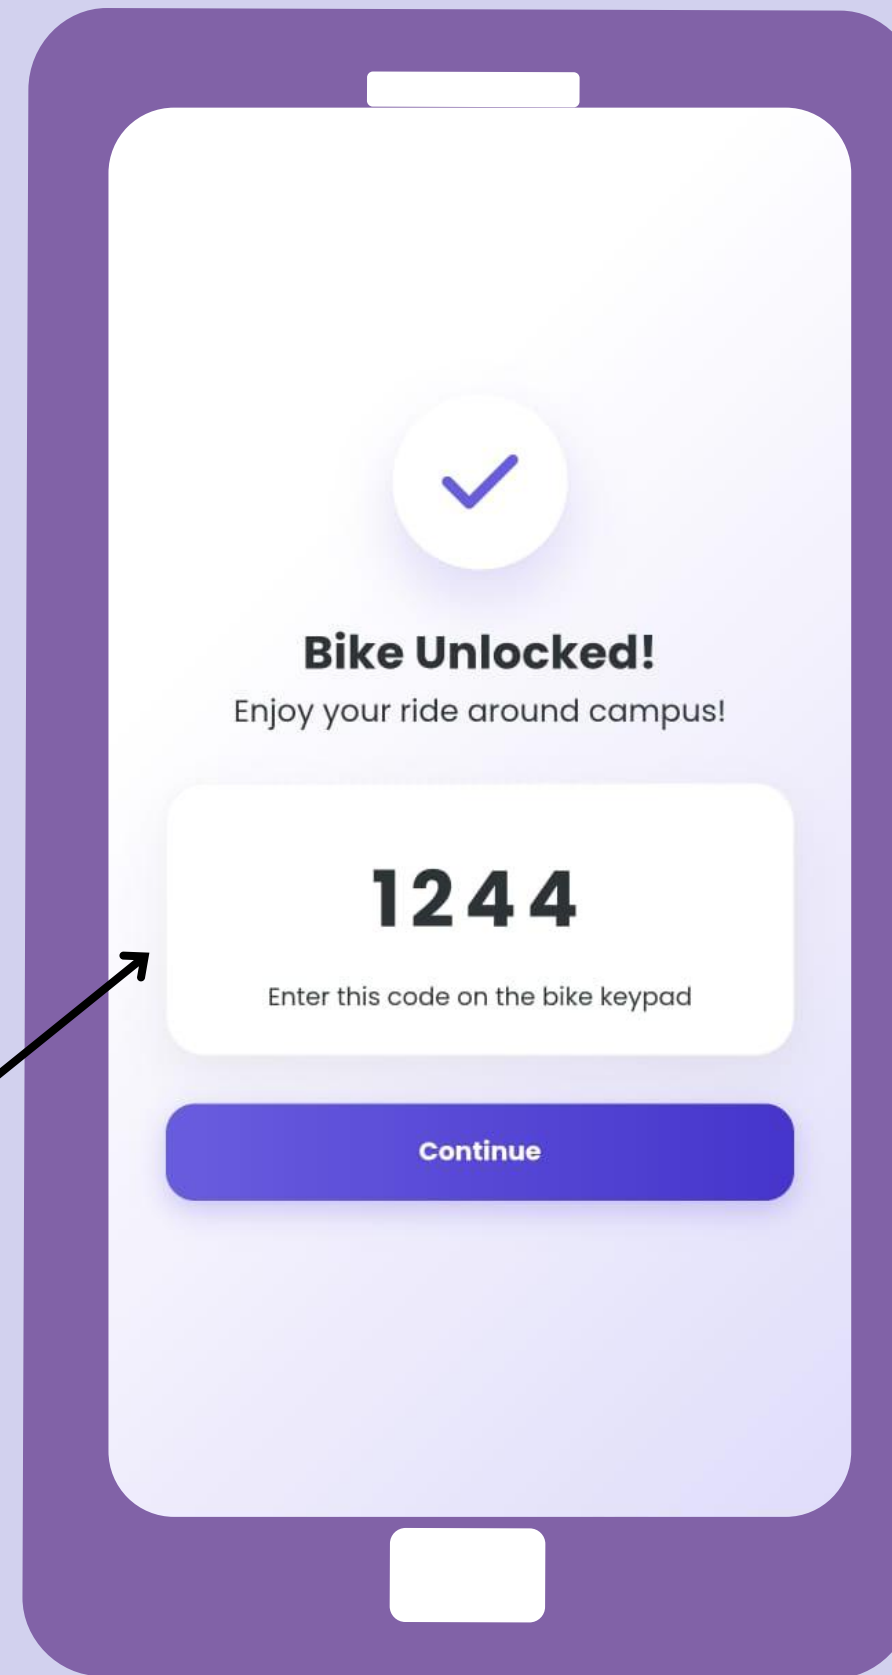 Bike Unlocked!
Enjoy your ride around campus!
1244
Enter this code on the bike keypad
Continue